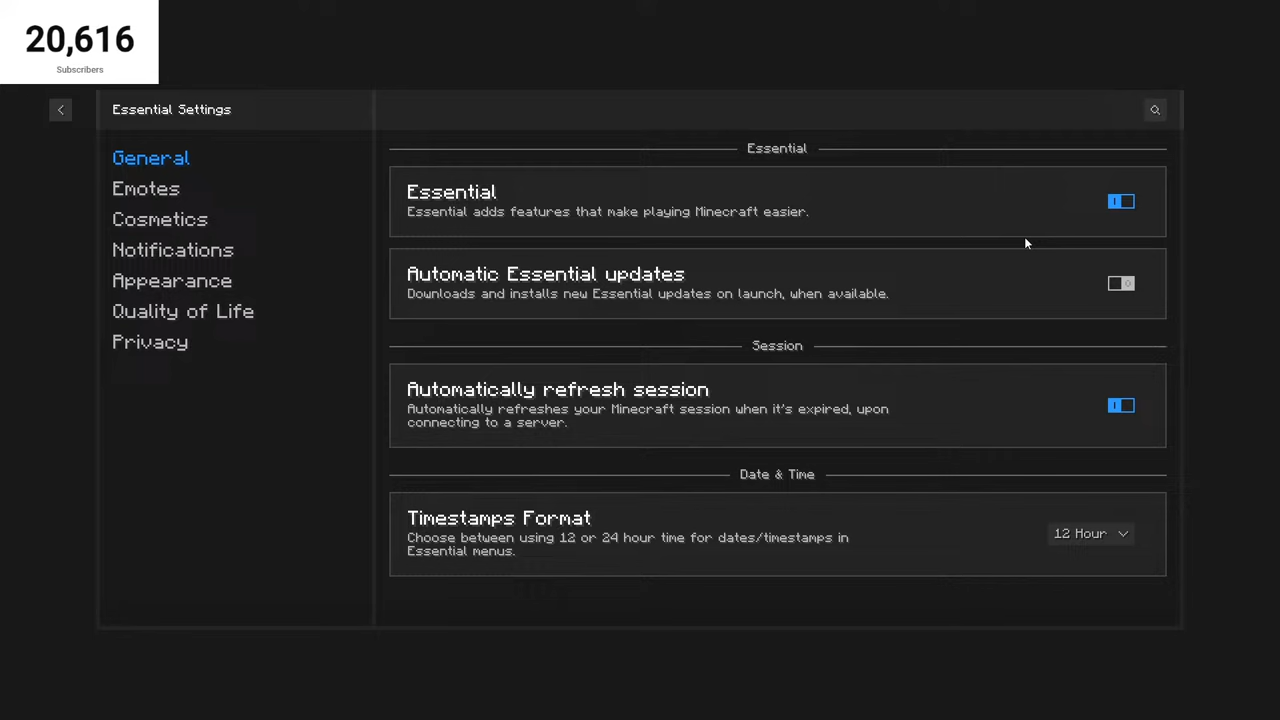 20,616
Subscribers
Essential Settings
General
Emotes
Cosmetics
Notifications
Appearance
Quality of Life
Privacy
Essential
Essential
Essential adds features that make playing Minecraft easier.
Automatic Essential updates
Downloads and installs new Essential updates on launch, when available.
Session
Automatically refresh session
Automatically refreshes your Minecraft session when it's expired, upon
connecting to a server.
Date & Time
Timestamps Format
Choose between using 12 or 24 hour time for dates/timestamps in
Essential menus.
12 Hour